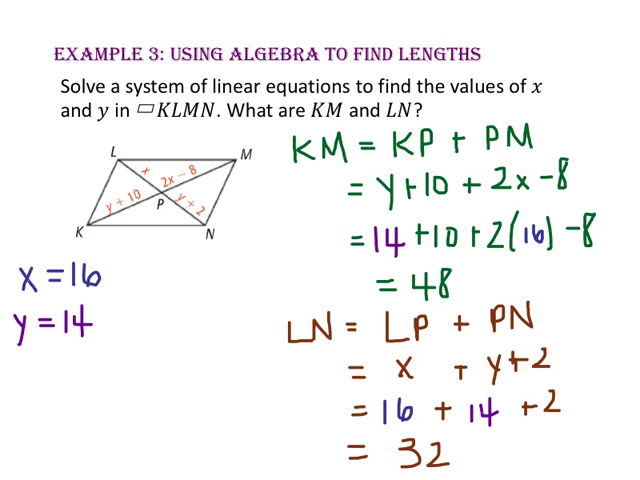 EXAMPLE 3: USING ALGEBRA TO FIND LENGTHS
Solve a system of linear equations to find the values of x
and y in ▱KLMN. What are KM and LN?
L
M
x
2x − 8
y + 10
P
y + 2
K
N
x = 16
y = 14
KM = KP + PM
= y + 10 + 2x - 8
= 14 + 10 + 2(16) - 8
= 48
LN = LP + PN
= x + y + 2
= 16 + 14 + 2
= 32